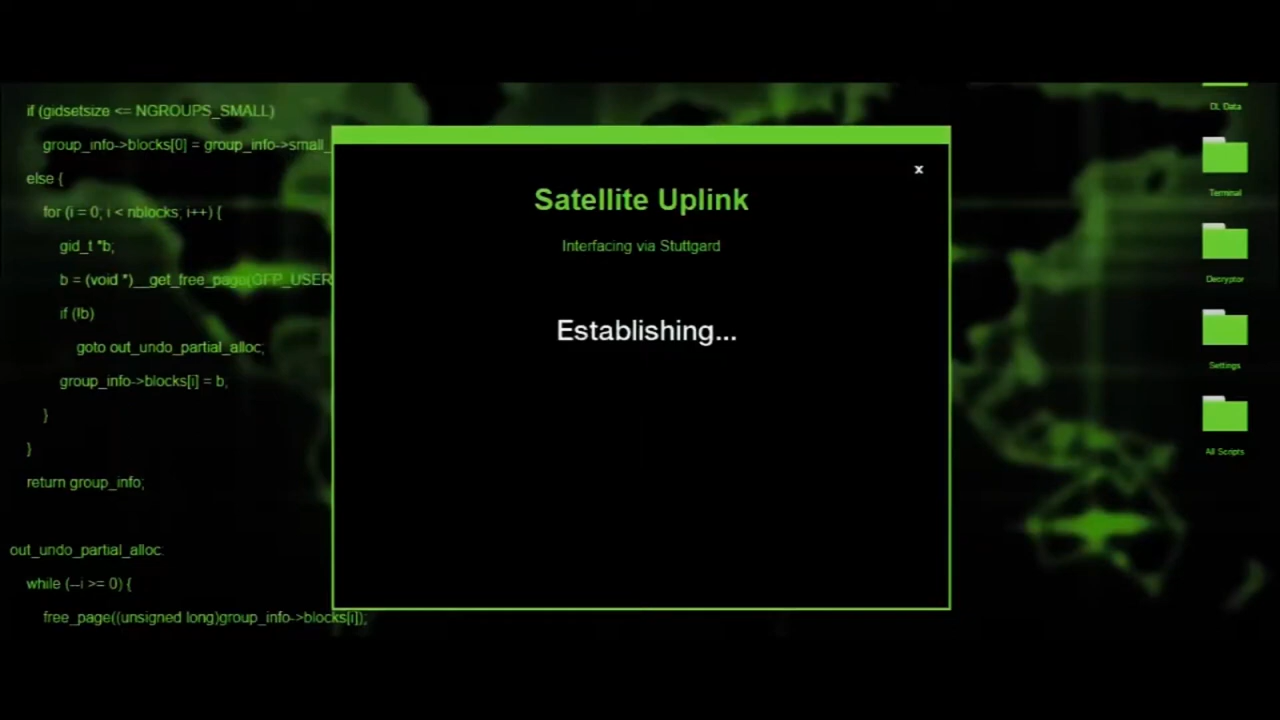 if (gidsetsize <= NGROUPS_SMALL)
group_info->blocks[0] = group_info->small_
else {
for (i = 0; i < nblocks; i++) {
gid_t *b;
b = (void *)__get_free_page(GFP_USER
if (!b)
goto out_undo_partial_alloc;
group_info->blocks[i] = b;
}
}
return group_info;
out_undo_partial_alloc:
while (--i >= 0) {
free_page((unsigned long)group_info->blocks[i]);
x
Satellite Uplink
Interfacing via Stuttgard
Establishing...
DL Data
Terminal
Decryptor
Settings
All Scripts